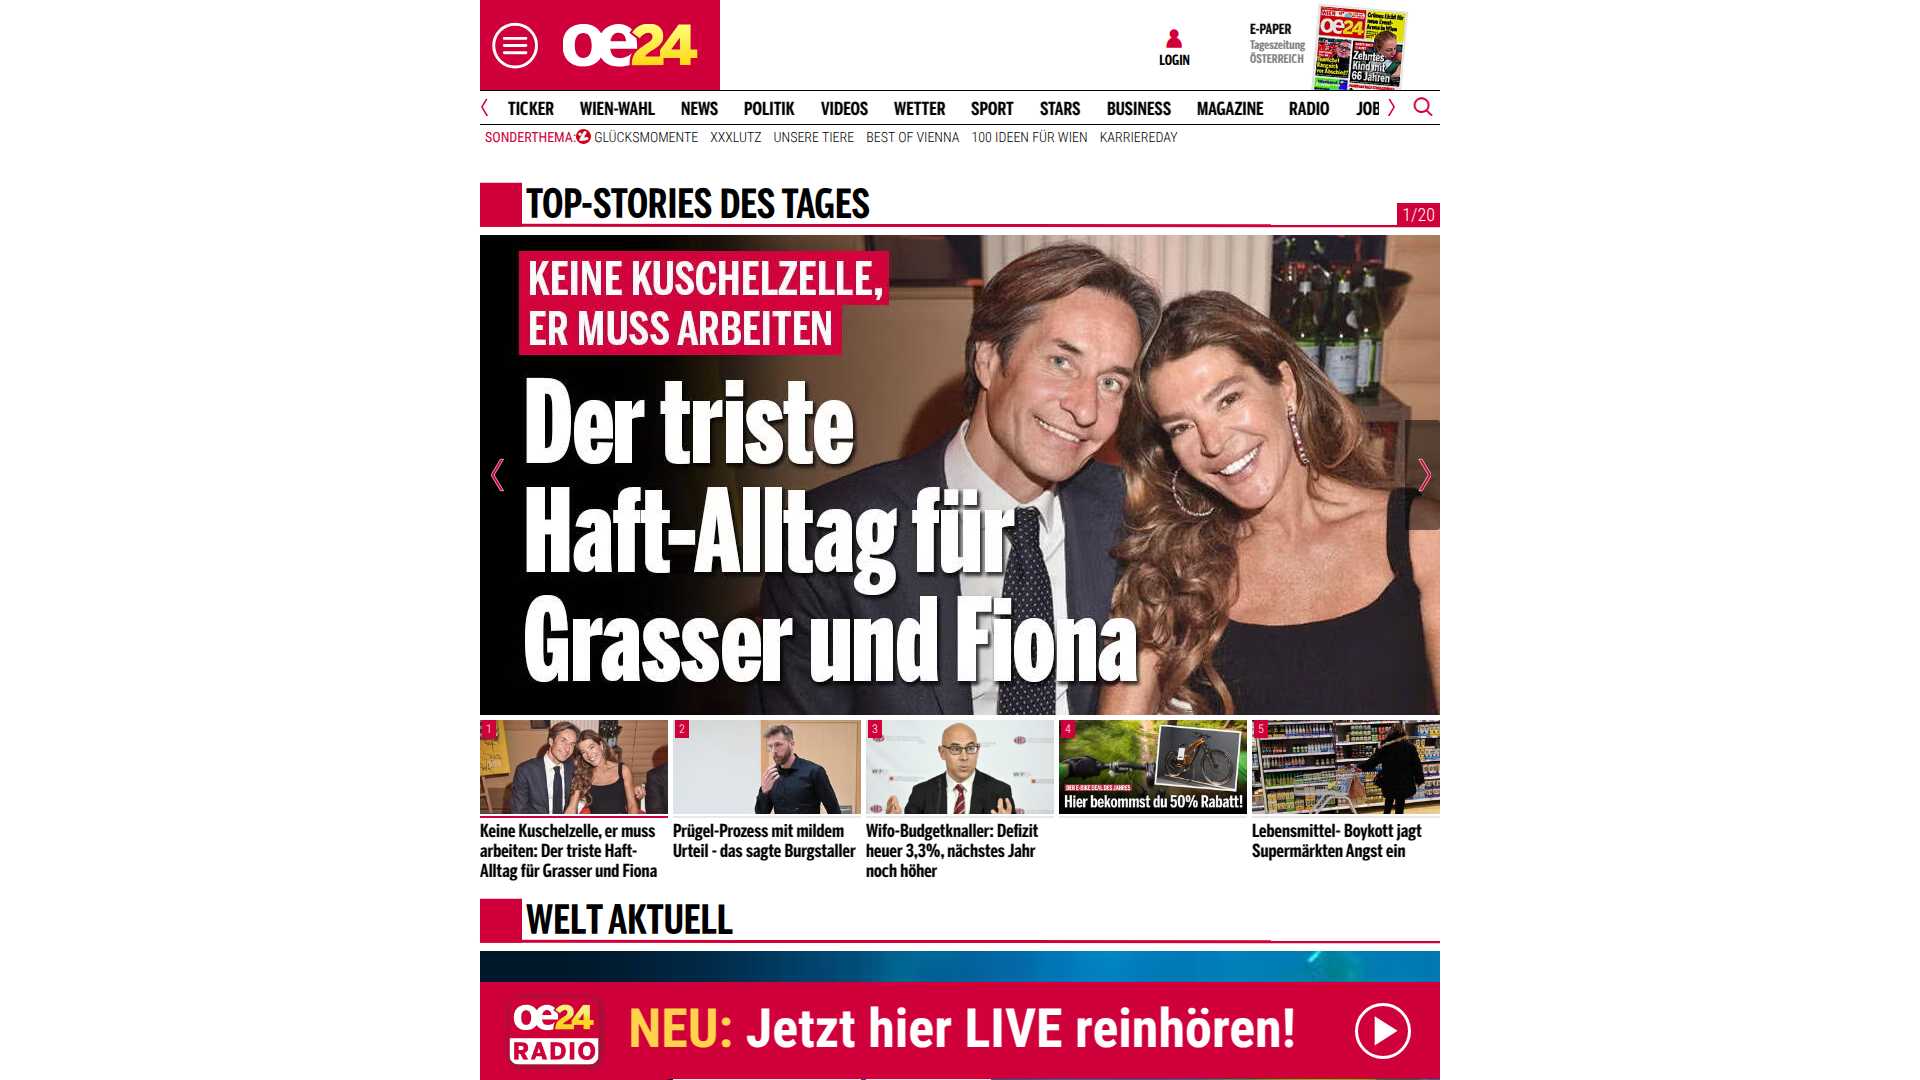 oe24
LOGIN
E-PAPER
Tageszeitung
ÖSTERREICH
oe24
Zehntes
Kind mit
66 Jahren
TICKER WIEN-WAHL NEWS POLITIK VIDEOS WETTER SPORT STARS BUSINESS MAGAZINE RADIO JOB
SONDERTHEMA: GLÜCKSMOMENTE XXXLUTZ UNSERE TIERE BEST OF VIENNA 100 IDEEN FÜR WIEN KARRIEREDAY
TOP-STORIES DES TAGES
1/20
KEINE KUSCHELZELLE,
ER MUSS ARBEITEN
Der triste
Haft-Alltag für
Grasser und Fiona
1
2
3
4
5
DER E-BIKE DEAL DES JAHRES
Hier bekommst du 50% Rabatt!
Keine Kuschelzelle, er muss
arbeiten: Der triste Haft-
Alltag für Grasser und Fiona
Prügel-Prozess mit mildem
Urteil - das sagte Burgstaller
Wifo-Budgetknaller: Defizit
heuer 3,3%, nächstes Jahr
noch höher
Lebensmittel- Boykott jagt
Supermärkten Angst ein
WELT AKTUELL
oe24
RADIO
NEU: Jetzt hier LIVE reinhören!